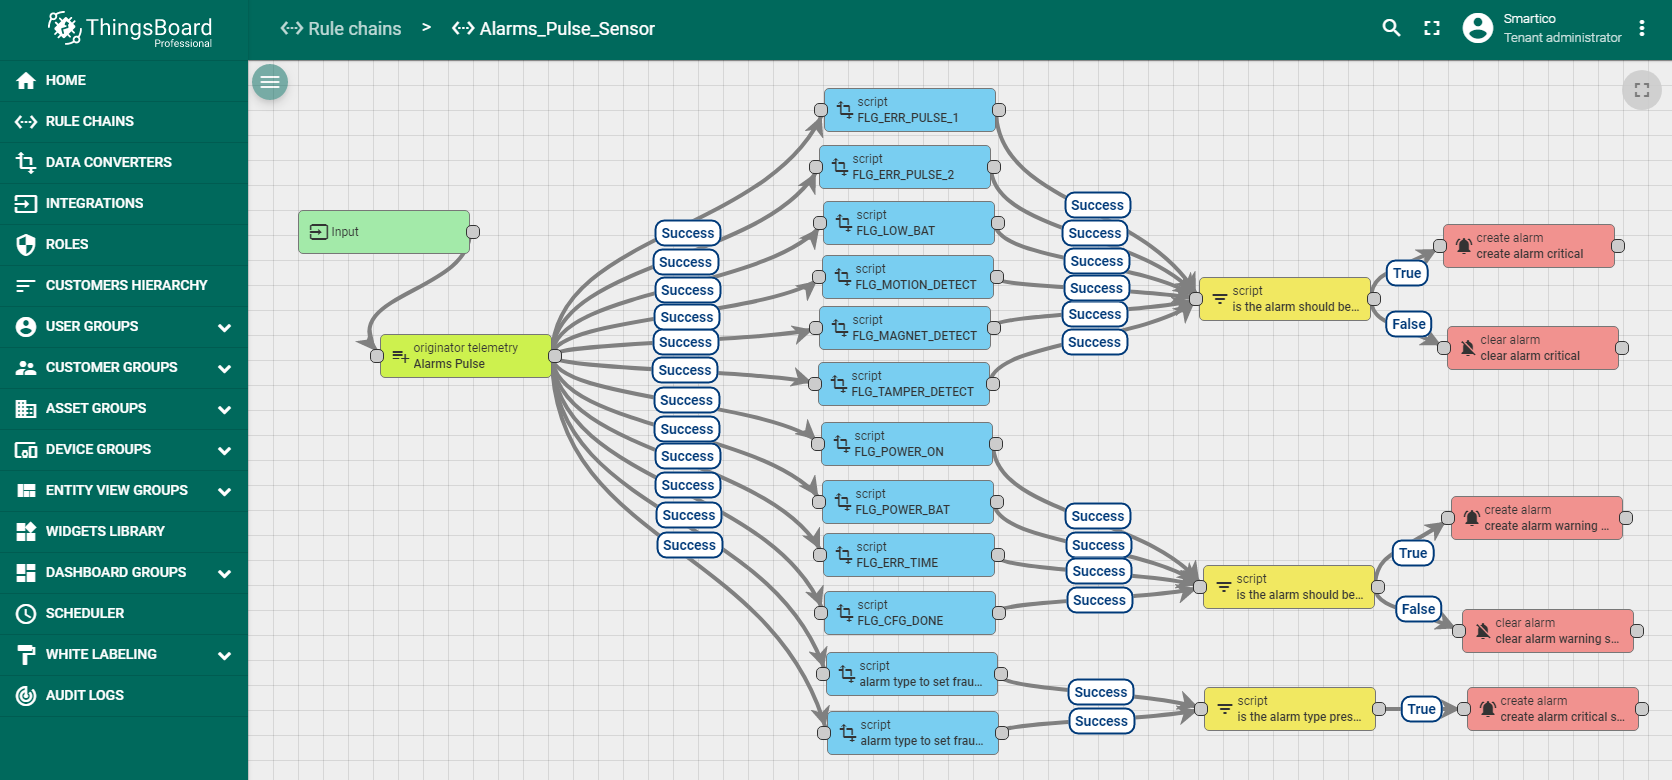 ThingsBoard
Professional
Rule chains > Alarms_Pulse_Sensor
Smartico
Tenant administrator
HOME
RULE CHAINS
DATA CONVERTERS
INTEGRATIONS
ROLES
CUSTOMERS HIERARCHY
USER GROUPS
CUSTOMER GROUPS
ASSET GROUPS
DEVICE GROUPS
ENTITY VIEW GROUPS
WIDGETS LIBRARY
DASHBOARD GROUPS
SCHEDULER
WHITE LABELING
AUDIT LOGS
Input
originator telemetry
Alarms Pulse
Success
Success
Success
Success
Success
Success
Success
Success
Success
Success
Success
Success
script
FLG_ERR_PULSE_1
script
FLG_ERR_PULSE_2
script
FLG_LOW_BAT
script
FLG_MOTION_DETECT
script
FLG_MAGNET_DETECT
script
FLG_TAMPER_DETECT
script
FLG_POWER_ON
script
FLG_POWER_BAT
script
FLG_ERR_TIME
script
FLG_CFG_DONE
script
alarm type to set frau...
script
alarm type to set frau...
Success
Success
Success
Success
Success
Success
Success
Success
Success
Success
Success
Success
script
is the alarm should be...
True
False
create alarm
create alarm critical
clear alarm
clear alarm critical
script
is the alarm should be...
True
False
create alarm
create alarm warning ...
clear alarm
clear alarm warning s...
script
is the alarm type pres...
True
create alarm
create alarm critical s...